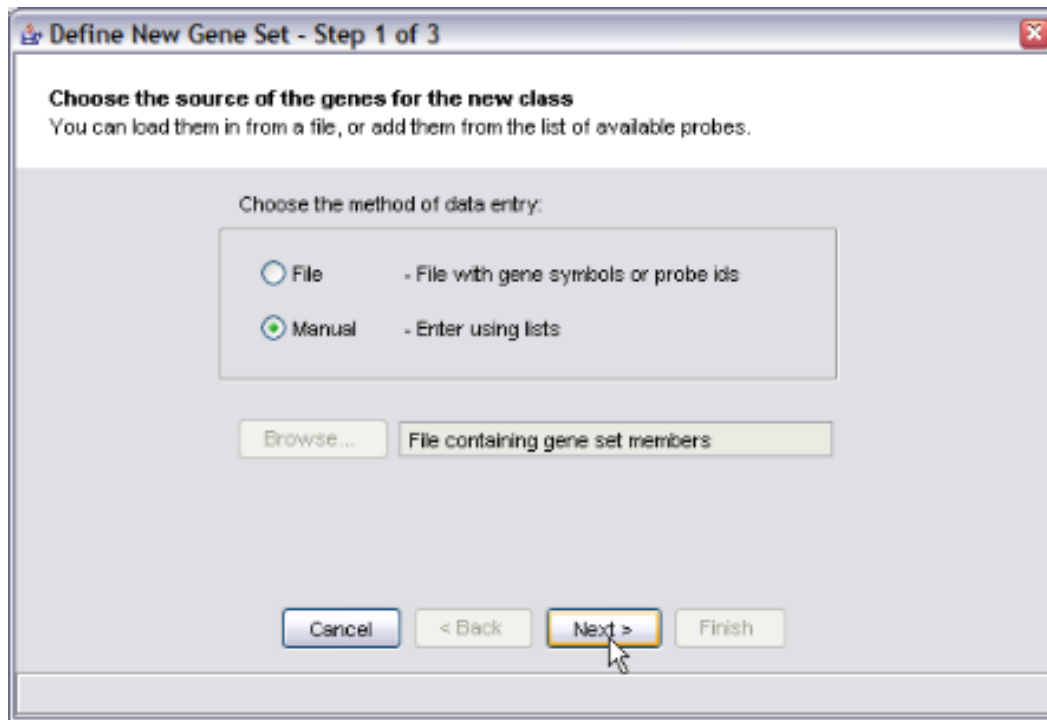 Define New Gene Set - Step 1 of 3
Choose the source of the genes for the new class
You can load them in from a file, or add them from the list of available probes.
Choose the method of data entry:
File - File with gene symbols or probe ids
Manual - Enter using lists
Browse... File containing gene set members
Cancel < Back Next > Finish